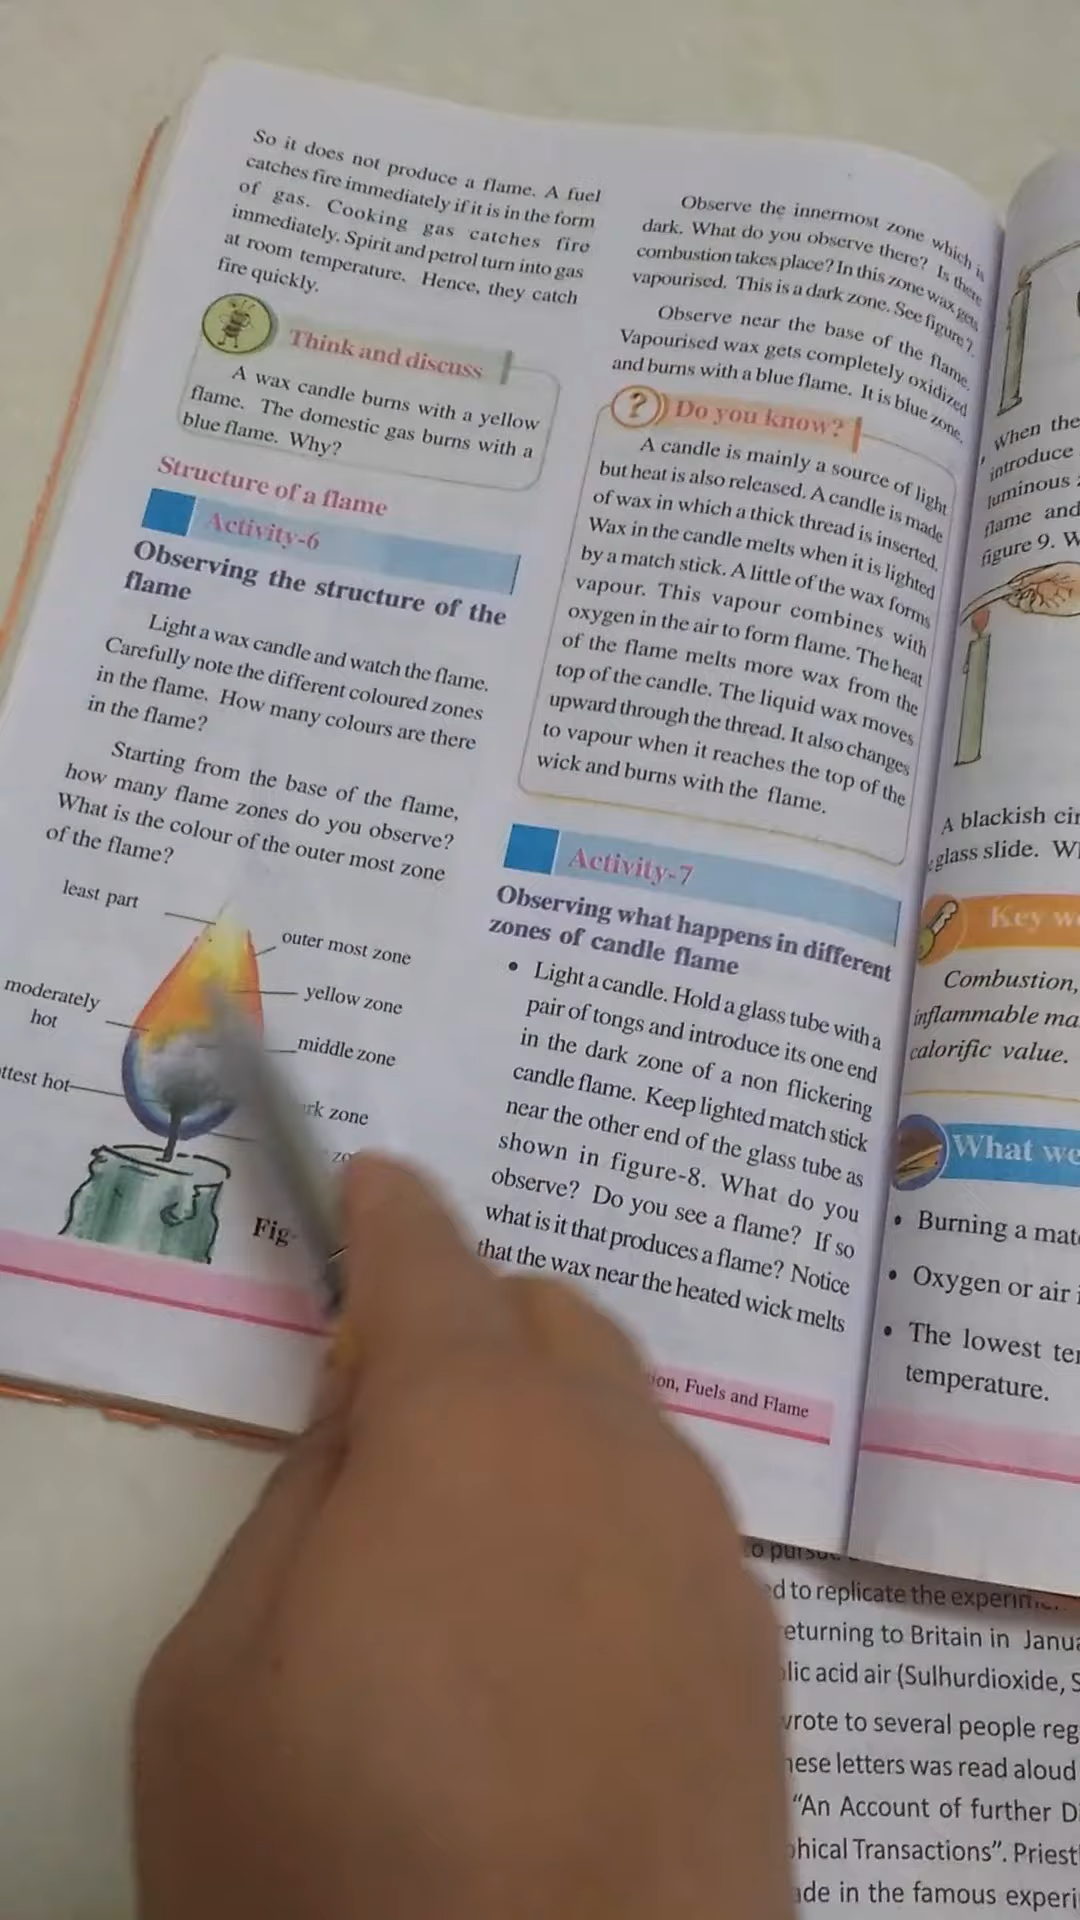 So it does not produce a flame. A fuel
catches fire immediately if it is in the form
of gas. Cooking gas catches fire
immediately. Spirit and petrol turn into gas
at room temperature. Hence, they catch
fire quickly.
Think and discuss
A wax candle burns with a yellow
flame. The domestic gas burns with a
blue flame. Why?
Structure of a flame
Activity-6
Observing the structure of the
flame
Light a wax candle and watch the flame.
Carefully note the different coloured zones
in the flame. How many colours are there
in the flame?
Starting from the base of the flame,
how many flame zones do you observe?
What is the colour of the outer most zone
of the flame?
least part
outer most zone
moderately
hot
yellow zone
middle zone
hot
zone
Fig-
Observe the innermost zone which is
dark. What do you observe there? Is there
combustion takes place? In this zone wax gets
vapourised. This is a dark zone. See figure 7.
Observe near the base of the flame.
Vapourised wax gets completely oxidized
and burns with a blue flame. It is blue zone.
? Do you know?
A candle is mainly a source of light
but heat is also released. A candle is made
of wax in which a thick thread is inserted.
Wax in the candle melts when it is lighted
by a match stick. A little of the wax forms
vapour. This vapour combines with
oxygen in the air to form flame. The heat
of the flame melts more wax from the
top of the candle. The liquid wax moves
upward through the thread. It also changes
to vapour when it reaches the top of the
wick and burns with the flame.
Activity-7
Observing what happens in different
zones of candle flame
• Light a candle. Hold a glass tube with a
pair of tongs and introduce its one end
in the dark zone of a non flickering
candle flame. Keep lighted match stick
near the other end of the glass tube as
shown in figure-8. What do you
observe? Do you see a flame? If so
what is it that produces a flame? Notice
that the wax near the heated wick melts
Fuels and Flame
When the
introduce
luminous
flame and
figure 9.
A blackish
glass slide.
Key
Combustion,
inflammable
calorific value.
What we
• Burning a
• Oxygen or air
• The lowest
temperature.
to replicate the
returning to Britain in
acid air (Sulhurdioxide,
wrote to several people
letters was read aloud
"An Account of further
Transactions".
in the famous